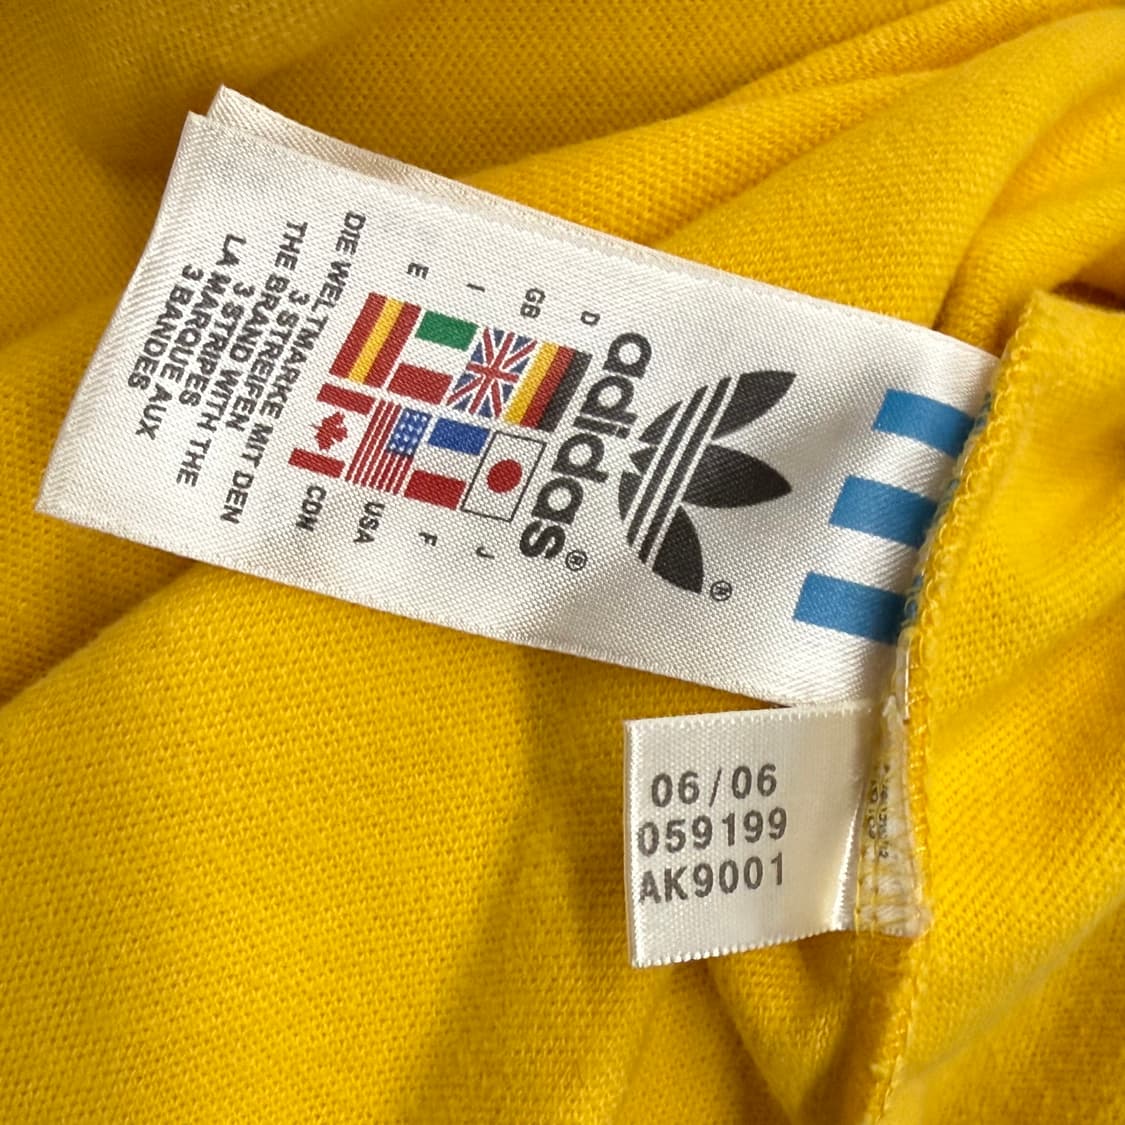 ®
adidas®
D
GB
I
E
J
F
USA
CDN
DIE WELTMARKE MIT DEN
3 STREIFEN
THE BRAND WITH THE
3 STRIPES
LA MARQUE AUX
3 BANDES
06/06
059199
AK9001